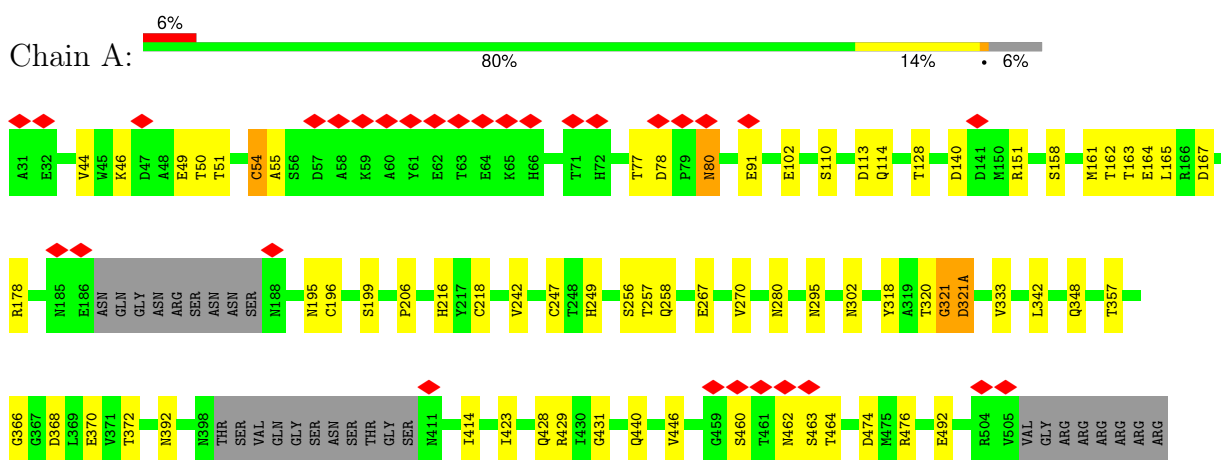 6%
Chain A:
80% 14% • 6%
A31 E32 V44 W45 K46 D47 A48 E49 T50 T51 C54 A55 S56 D57 A58 K59 A60 Y61 E62 T63 E64 K65 H66 T71 H72 T77 D78 P79 N80 E91 E102 S110 D113 Q114 T128 D140 D141 M150 R151 S158 M161 T162 T163 E164 L165 R166 D167
R178 N185 E186 ASN GLN GLY ASN ARG SER ASN ASN SER N188 N195 C196 S199 P206 H216 Y217 C218 V242 C247 T248 H249 S256 T257 Q258 E267 V270 N280 N295 N302 Y318 A319 T320 G321 D321A V333 L342 Q348 T357
G366 G367 D368 L369 E370 V371 T372 N392 N398 THR SER VAL GLN GLY SER ASN SER THR GLY SER N411 I414 I423 Q428 R429 I430 G431 Q440 V446 G459 S460 T461 N462 S463 T464 D474 M475 R476 E492 R504 V505 VAL GLY ARG ARG ARG ARG ARG ARG